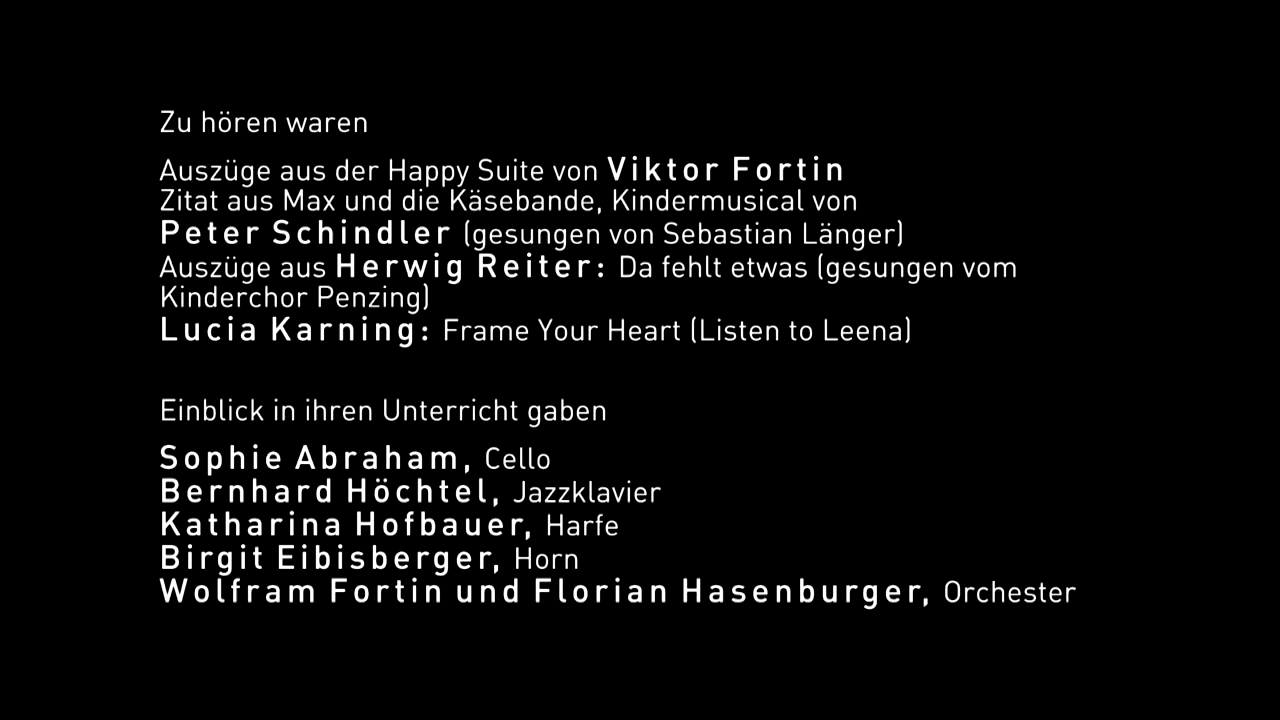 Zu hören waren
Auszüge aus der Happy Suite von Viktor Fortin
Zitat aus Max und die Käsebande, Kindermusical von
Peter Schindler (gesungen von Sebastian Länger)
Auszüge aus Herwig Reiter: Da fehlt etwas (gesungen vom
Kinderchor Penzing)
Lucia Karning: Frame Your Heart (Listen to Leena)
Einblick in ihren Unterricht gaben
Sophie Abraham, Cello
Bernhard Höchtel, Jazzklavier
Katharina Hofbauer, Harfe
Birgit Eibisberger, Horn
Wolfram Fortin und Florian Hasenburger, Orchester